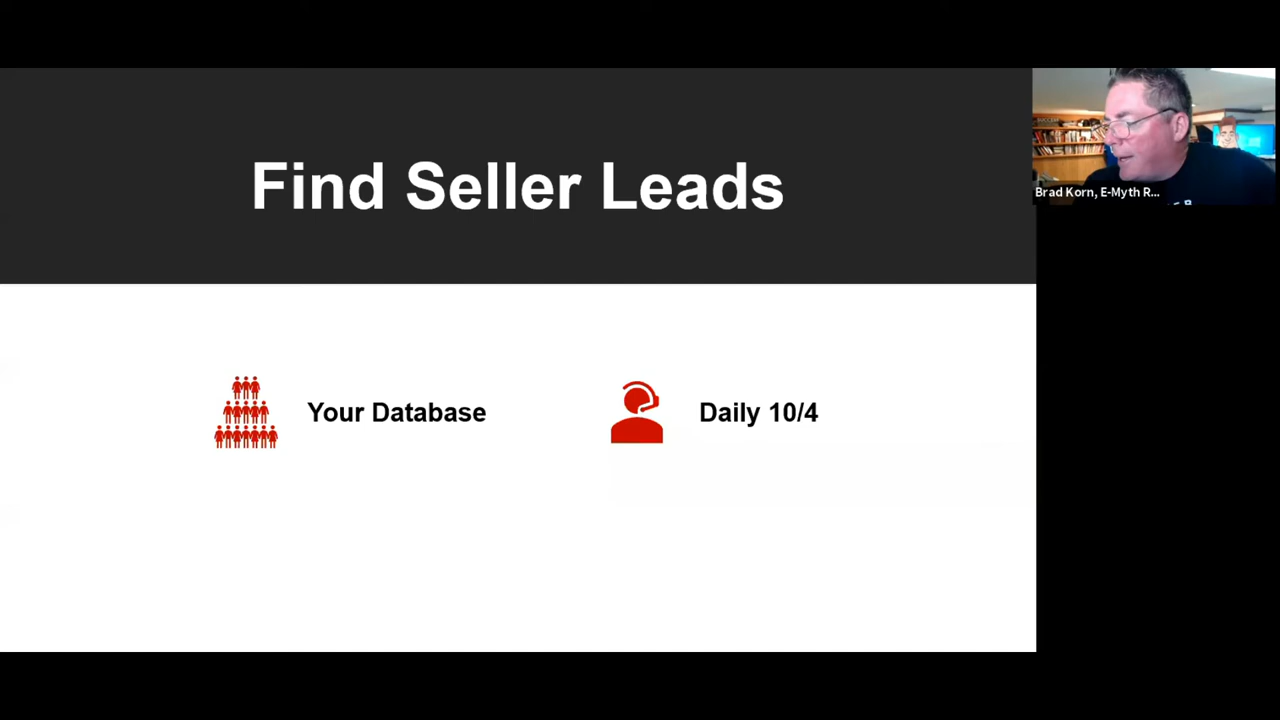 Find Seller Leads
Your Database
Daily 10/4
Brad Korn, E-Myth R...